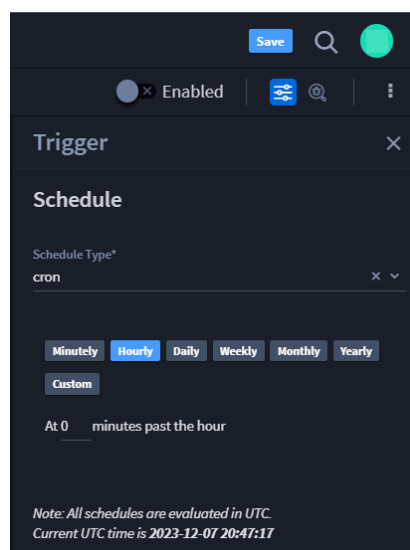 Save
Enabled
Trigger
Schedule
Schedule Type*
cron
Minutely Hourly Daily Weekly Monthly Yearly
Custom
At 0 minutes past the hour
Note: All schedules are evaluated in UTC.
Current UTC time is 2023-12-07 20:47:17